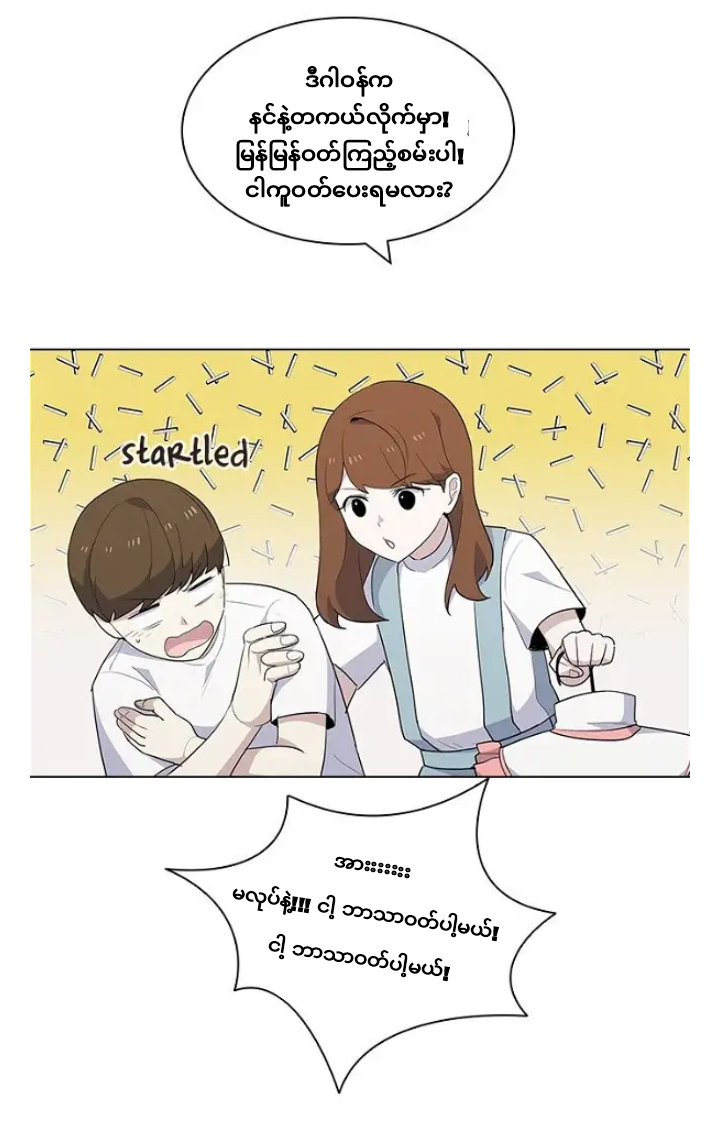 ဒီဂါဝန်က
နင်နဲ့တကယ်လိုက်မှာ!
မြန်မြန်ဝတ်ကြည့်စမ်းပါ!
ငါကူဝတ်ပေးရမလား?
startled
အားးးးးးးး
မလုပ်နဲ့!!! ငါ့ ဘာသာဝတ်ပါ့မယ်!
ငါ့ ဘာသာဝတ်ပါ့မယ်!